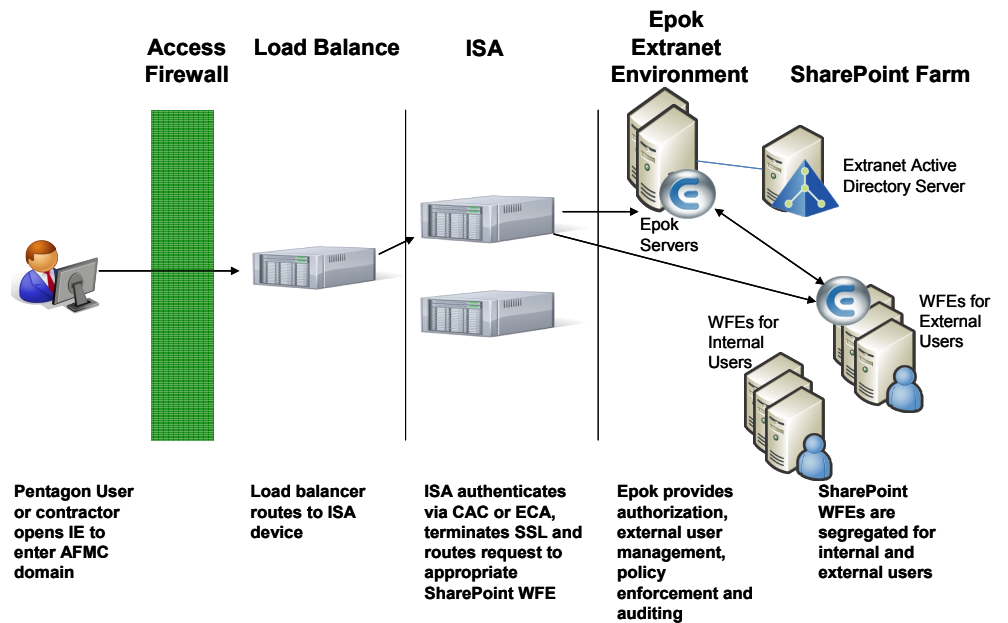 Access
Firewall
Load Balance
ISA
Epok
Extranet
Environment
SharePoint Farm
Extranet Active
Directory Server
Epok
Servers
WFEs for
External
Users
WFEs for
Internal
Users
Pentagon User
or contractor
opens IE to
enter AFMC
domain
Load balancer
routes to ISA
device
ISA authenticates
via CAC or ECA,
terminates SSL and
routes request to
appropriate
SharePoint WFE
Epok provides
authorization,
external user
management,
policy
enforcement and
auditing
SharePoint
WFEs are
segregated for
internal and
external users